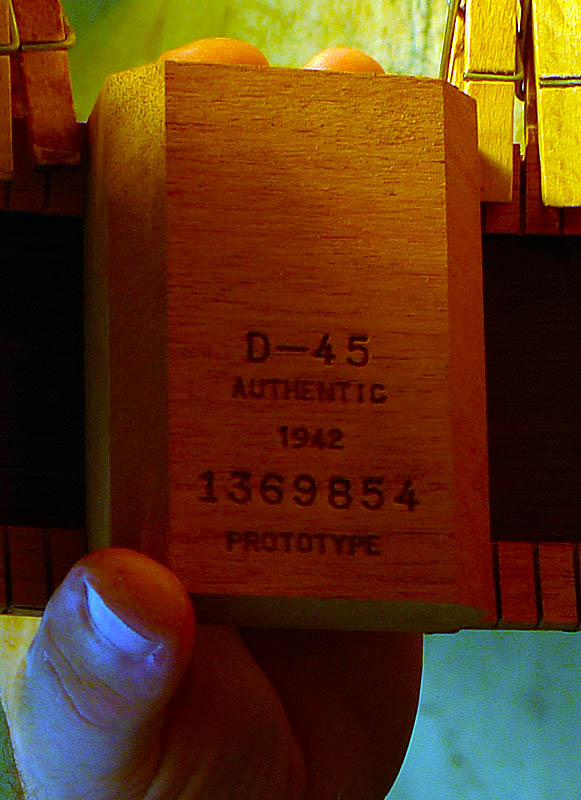 D-45
AUTHENTIC
1942
1369854
PROTOTYPE